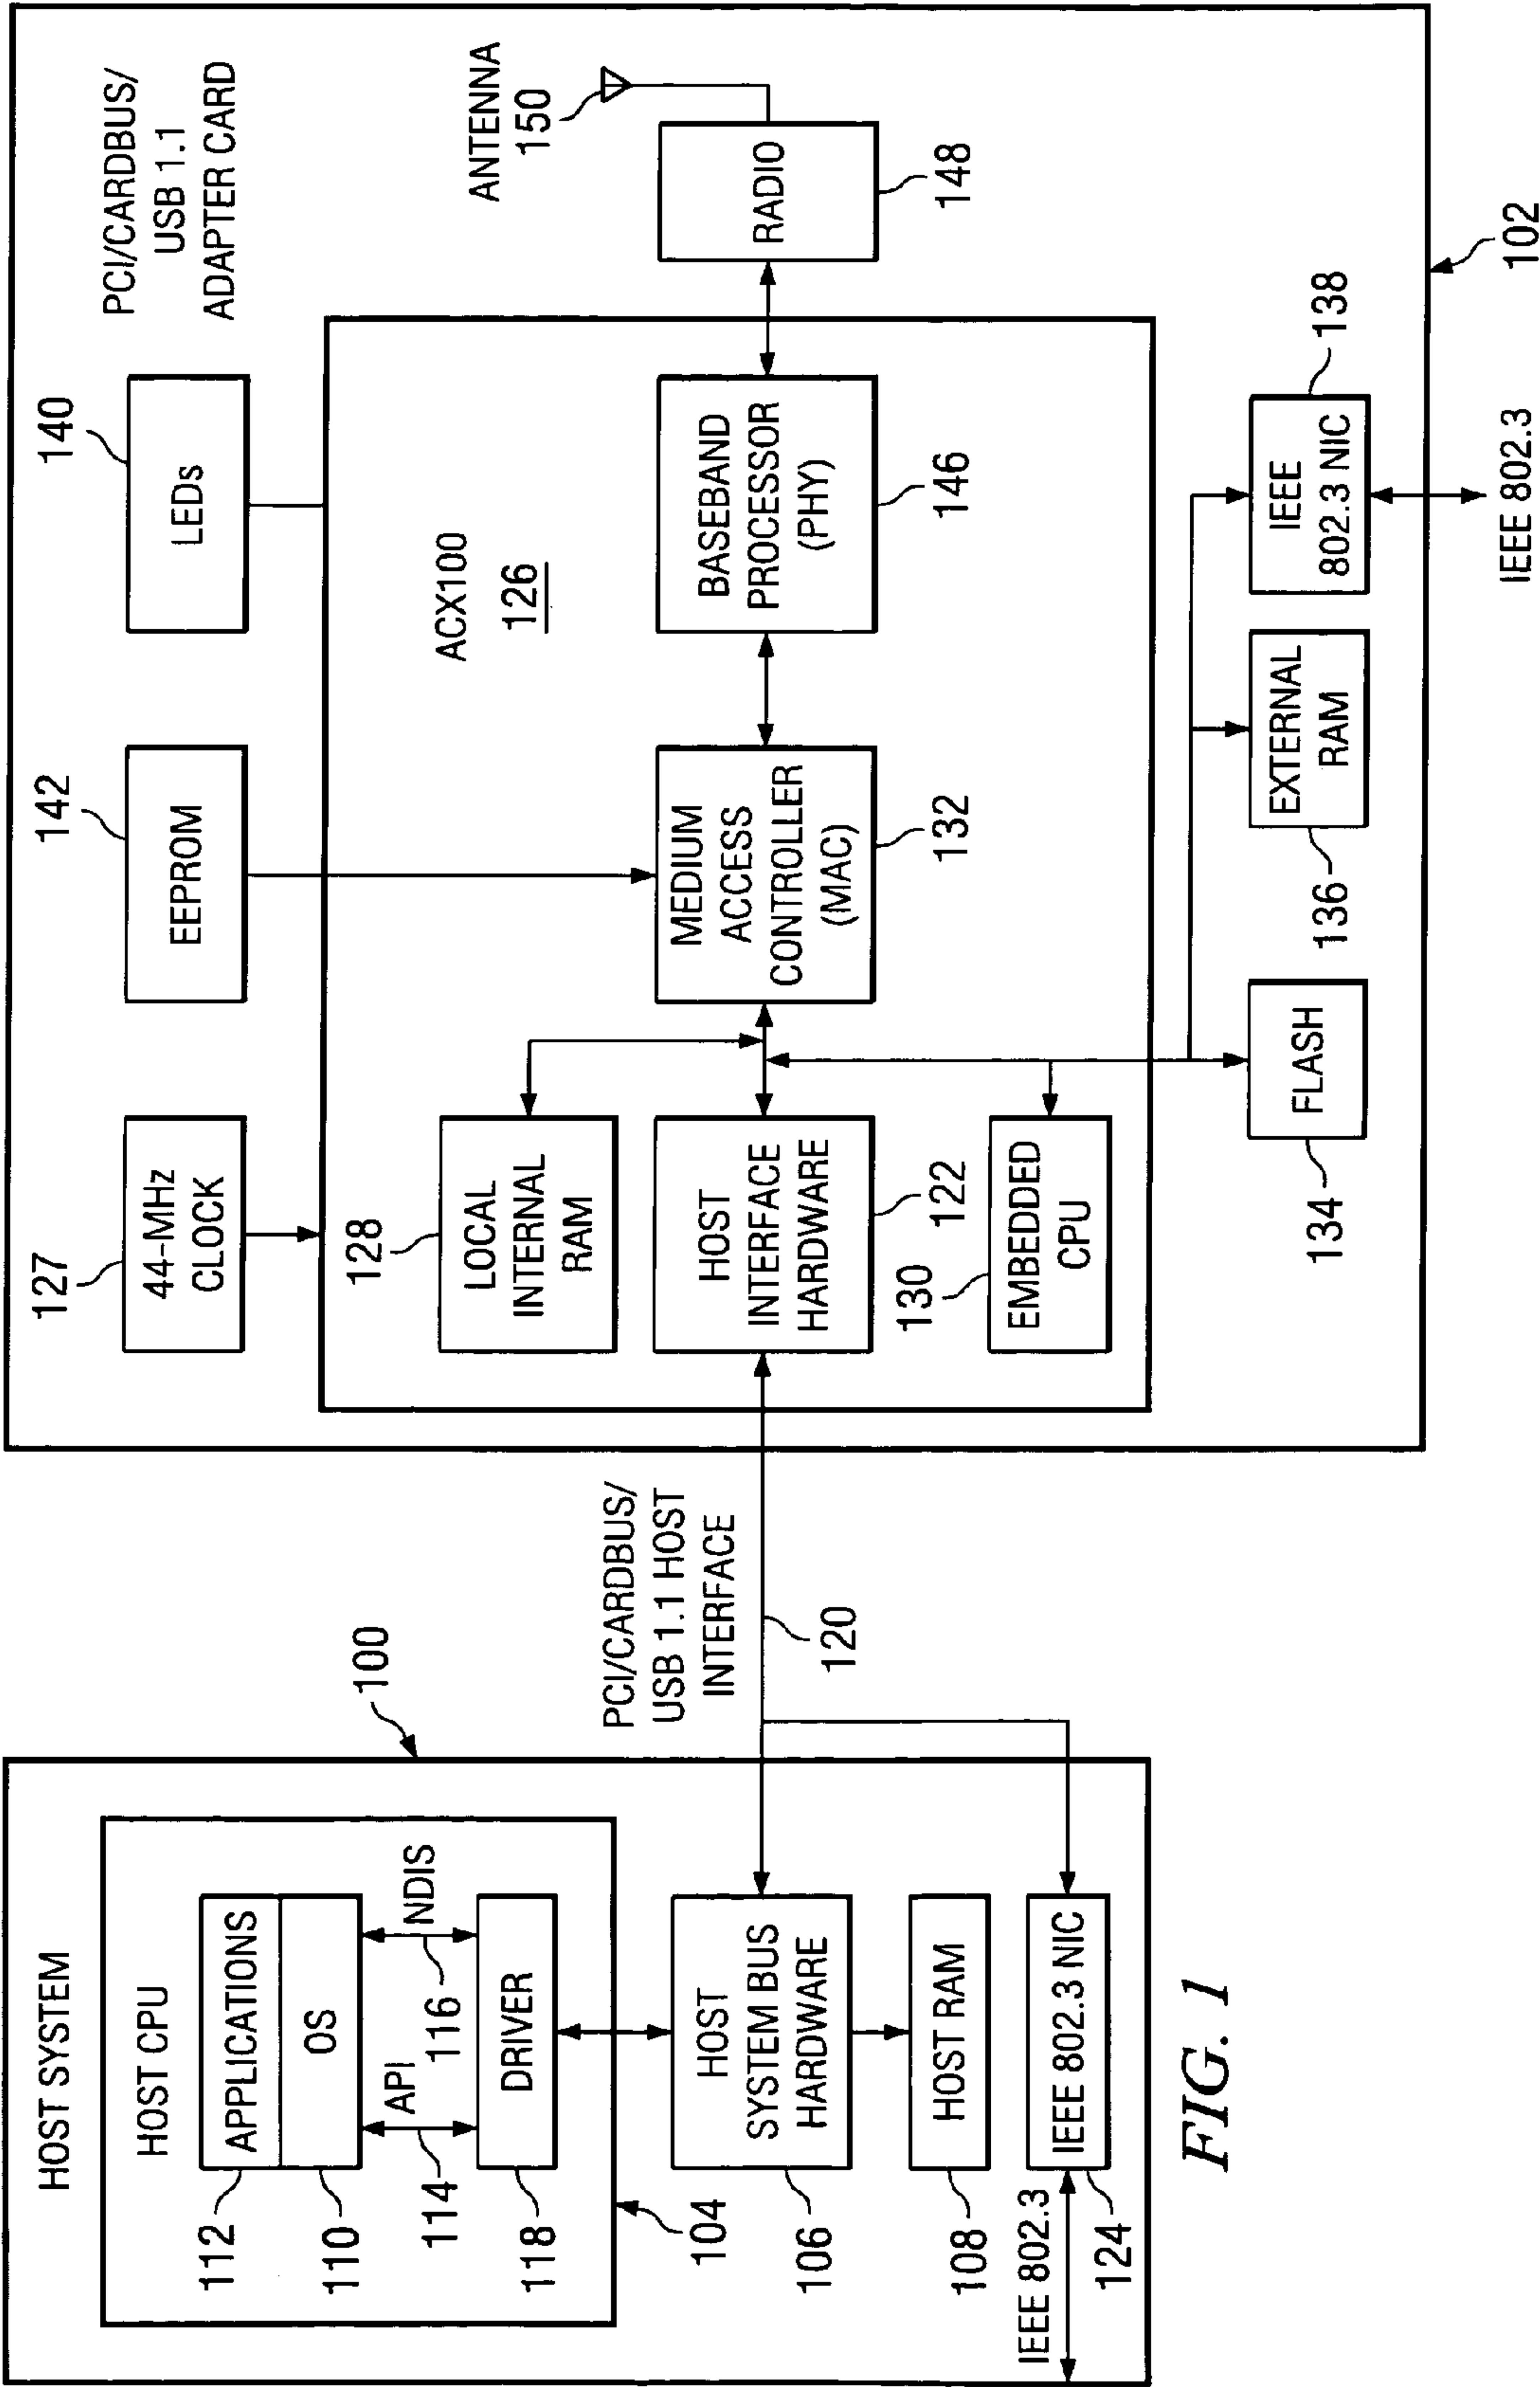 HOST SYSTEM
HOST CPU
112
APPLICATIONS
110
OS
114
API
116
NDIS
118
DRIVER
104
106
HOST
SYSTEM BUS
HARDWARE
108
HOST RAM
IEEE 802.3
124
IEEE 802.3 NIC
100
PCI/CARDBUS/
USB 1.1 HOST
INTERFACE
120
127
44-MHz
CLOCK
142
EEPROM
140
LEDs
PCI/CARDBUS/
USB 1.1
ADAPTER CARD
128
LOCAL
INTERNAL
RAM
HOST
INTERFACE
HARDWARE
122
130
EMBEDDED
CPU
ACX100
126
MEDIUM
ACCESS
CONTROLLER
(MAC)
132
BASEBAND
PROCESSOR
(PHY)
146
ANTENNA
150
RADIO
148
134
FLASH
136
EXTERNAL
RAM
138
IEEE
802.3 NIC
IEEE 802.3
102
FIG. 1